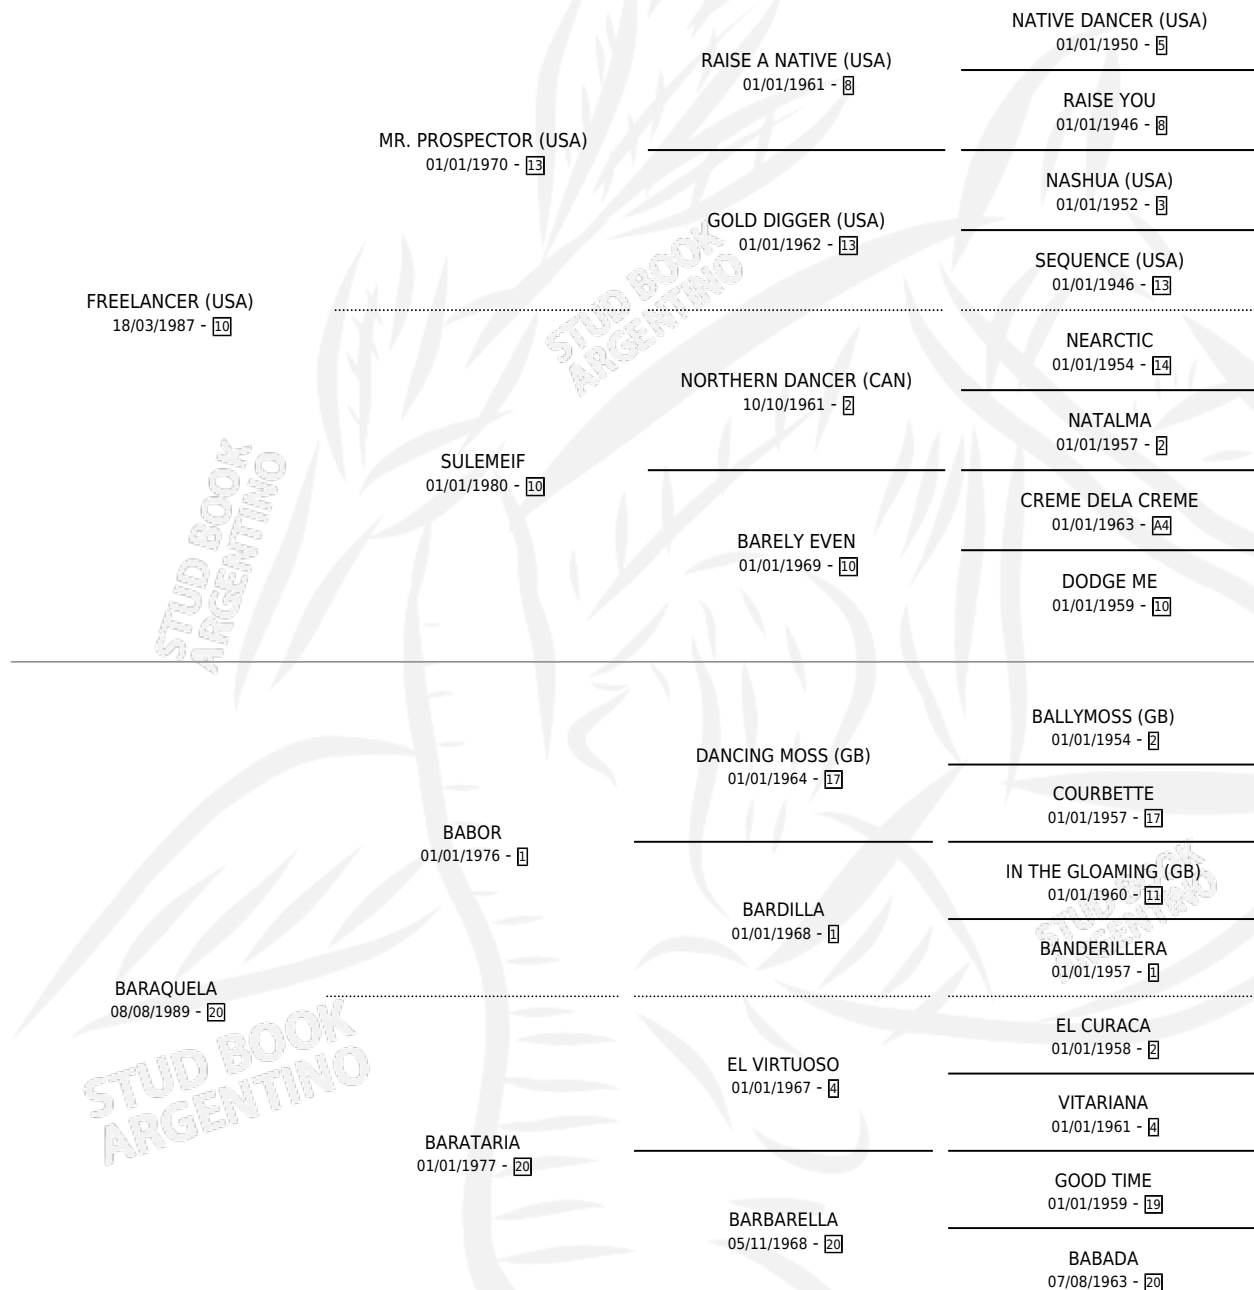 NATIVE DANCER (USA)
01/01/1950 - 5
RAISE A NATIVE (USA)
01/01/1961 - 8
RAISE YOU
01/01/1946 - 8
MR. PROSPECTOR (USA)
01/01/1970 - 13
NASHUA (USA)
01/01/1952 - 3
GOLD DIGGER (USA)
01/01/1962 - 13
SEQUENCE (USA)
01/01/1946 - 13
FREELANCER (USA)
18/03/1987 - 10
NEARCTIC
01/01/1954 - 14
NORTHERN DANCER (CAN)
10/10/1961 - 2
NATALMA
01/01/1957 - 2
SULEMEIF
01/01/1980 - 10
CREME DELA CREME
01/01/1963 - A4
BARELY EVEN
01/01/1969 - 10
DODGE ME
01/01/1959 - 10
BALLYMOSS (GB)
01/01/1954 - 2
DANCING MOSS (GB)
01/01/1964 - 17
COURBETTE
01/01/1957 - 17
BABOR
01/01/1976 - 1
IN THE GLOAMING (GB)
01/01/1960 - 11
BARDILLA
01/01/1968 - 1
BANDERILLERA
01/01/1957 - 1
BARAQUELA
08/08/1989 - 20
EL CURACA
01/01/1958 - 2
EL VIRTUOSO
01/01/1967 - 4
VITARIANA
01/01/1961 - 4
BARATARIA
01/01/1977 - 20
GOOD TIME
01/01/1959 - 19
BARBARELLA
05/11/1968 - 20
BABADA
07/08/1963 - 20
STUD BOOK
ARGENTINO
STUD BOOK
ARGENTINO
STUD BOOK
ARGENTINO
STUD BOOK
ARGENTINO